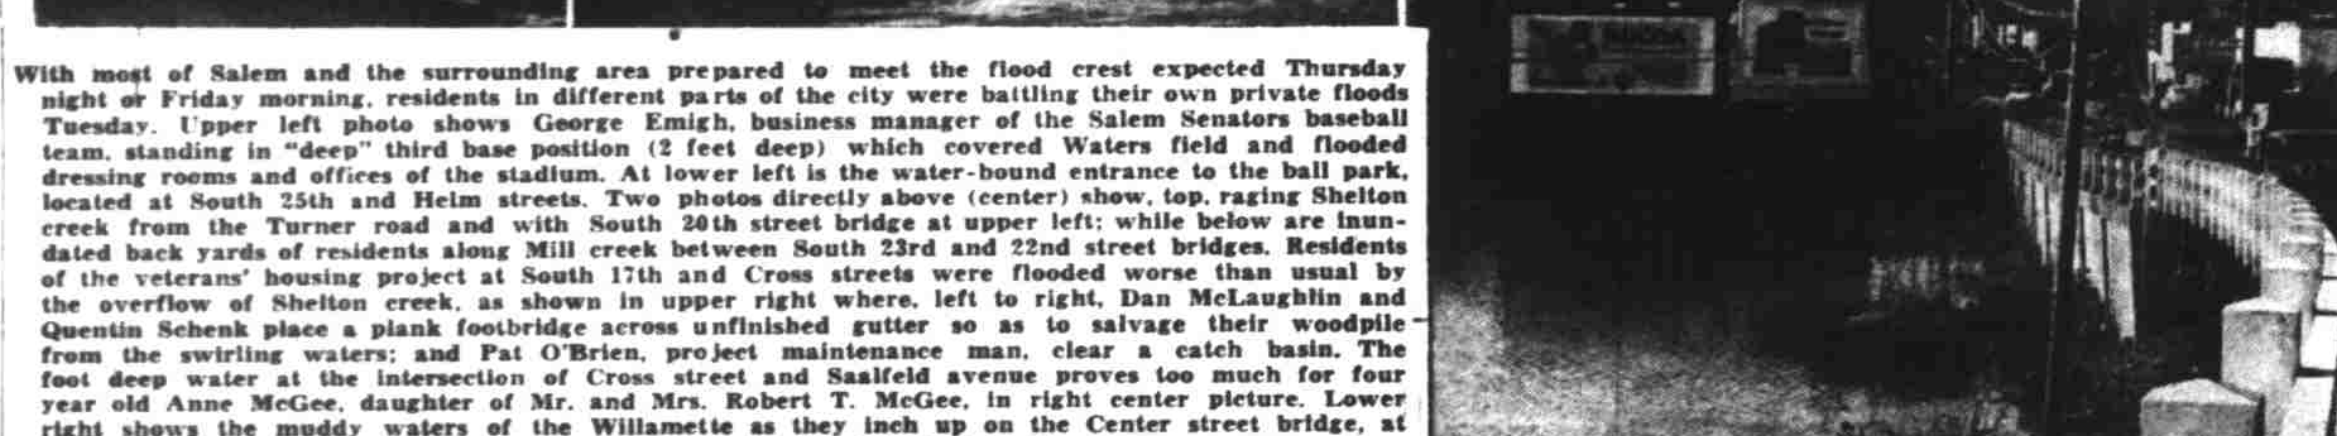 With most of Salem and the surrounding area prepared to meet the flood crest expected Thursday
night or Friday morning, residents in different parts of the city were battling their own private floods
Tuesday. Upper left photo shows George Emigh, business manager of the Salem Senators baseball
team, standing in "deep" third base position (2 feet deep) which covered Waters field and flooded
dressing rooms and offices of the stadium. At lower left is the water-bound entrance to the ball park,
located at South 25th and Helm streets. Two photos directly above (center) show, top, raging Shelton
creek from the Turner road and with South 20th street bridge at upper left; while below are inun-
dated back yards of residents along Mill creek between South 23rd and 22nd street bridges. Residents
of the veterans' housing project at South 17th and Cross streets were flooded worse than usual by
the overflow of Shelton creek, as shown in upper right where, left to right, Dan McLaughlin and
Quentin Schenk place a plank footbridge across unfinished gutter so as to salvage their woodpile
from the swirling waters; and Pat O'Brien, project maintenance man, clear a catch basin. The
foot deep water at the intersection of Cross street and Saalfeld avenue proves too much for four
year old Anne McGee, daughter of Mr. and Mrs. Robert T. McGee, in right center picture. Lower
right shows the muddy waters of the Willamette as they inch up on the Center street bridge, at